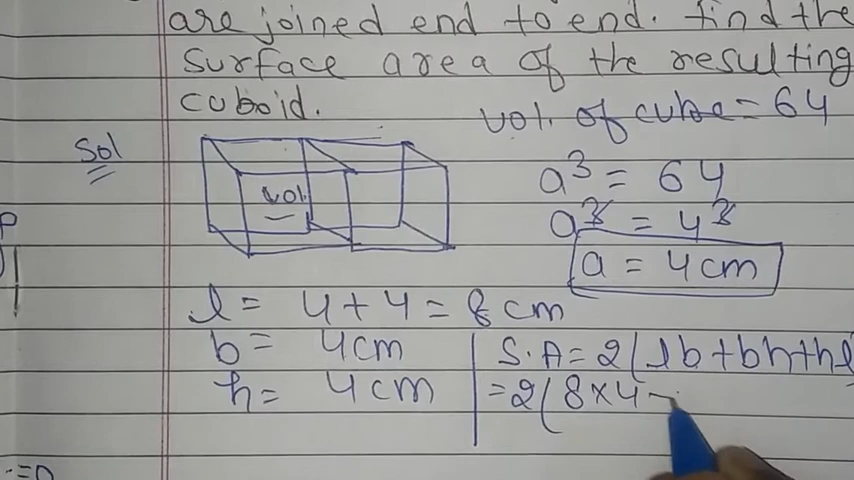 are joined end to end. find the
surface area of the resulting
cuboid.
vol. of cube = 64
Sol
vol.
a³ = 64
a³ = 4³
a = 4cm
l = 4 + 4 = 8 cm
b = 4cm
h = 4cm
S.A = 2(lb+bh+hl
= 2(8×4
=0